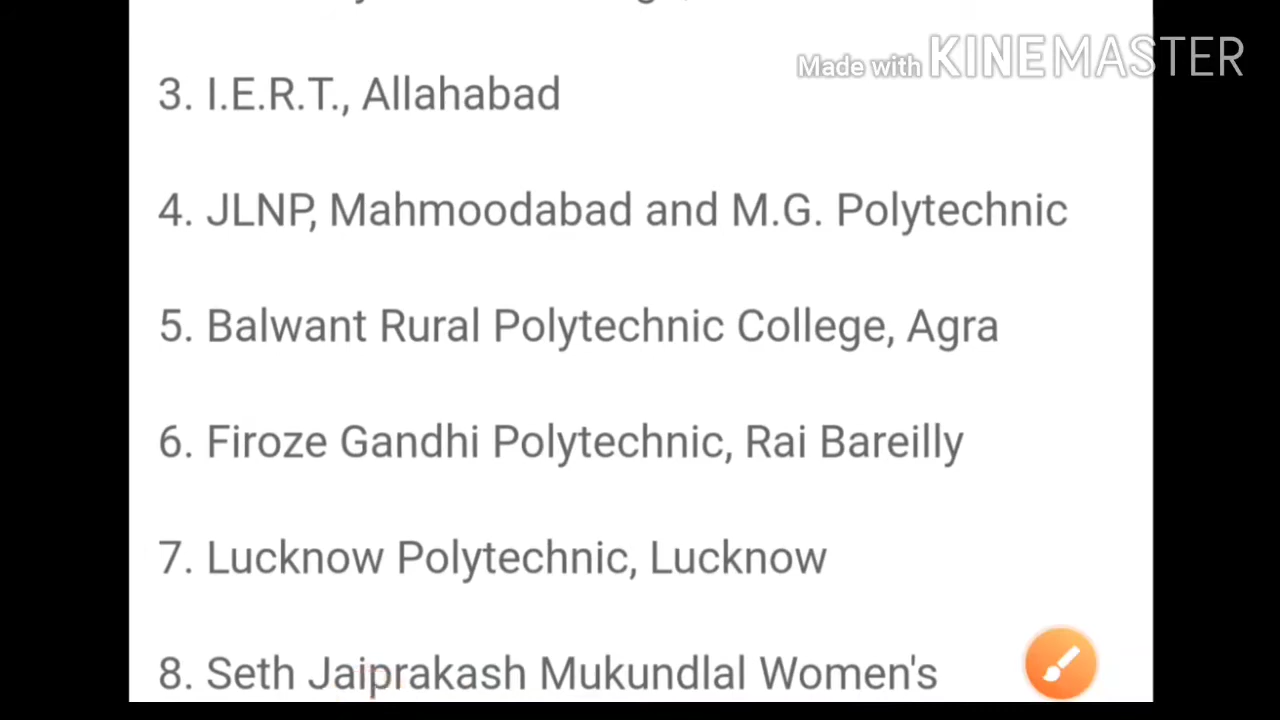 Made with KINEMASTER
3. I.E.R.T., Allahabad
4. JLNP, Mahmoodabad and M.G. Polytechnic
5. Balwant Rural Polytechnic College, Agra
6. Firoze Gandhi Polytechnic, Rai Bareilly
7. Lucknow Polytechnic, Lucknow
8. Seth Jaiprakash Mukundlal Women's